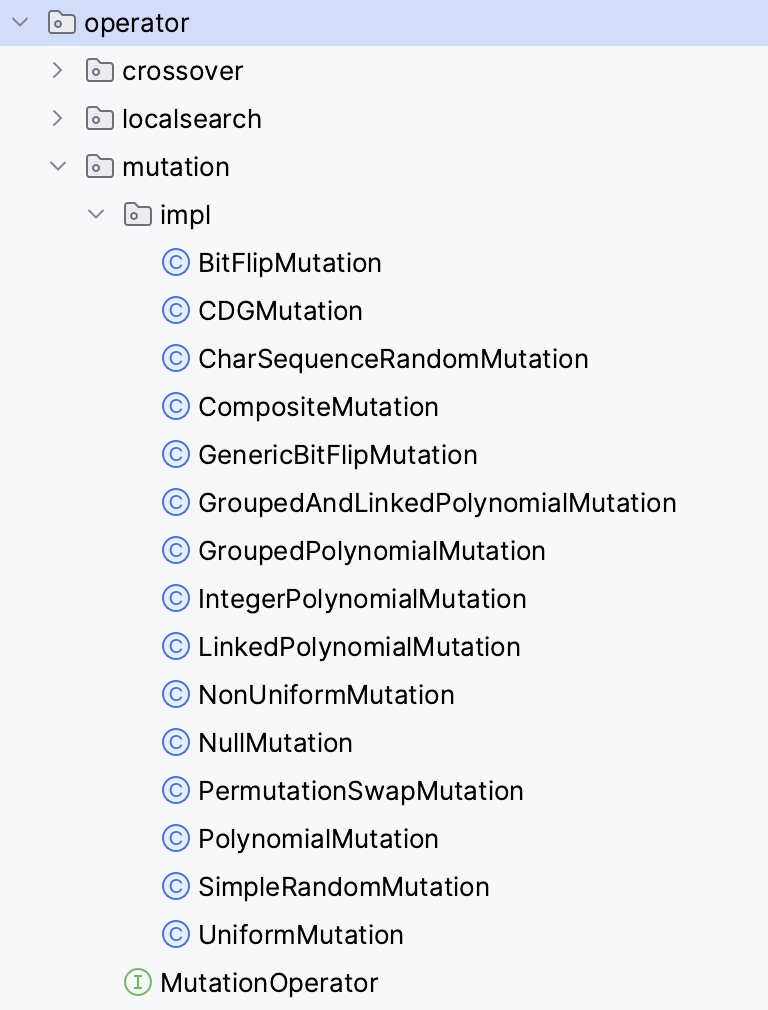 operator
crossover
localsearch
mutation
impl
BitFlipMutation
CDGMutation
CharSequenceRandomMutation
CompositeMutation
GenericBitFlipMutation
GroupedAndLinkedPolynomialMutation
GroupedPolynomialMutation
IntegerPolynomialMutation
LinkedPolynomialMutation
NonUniformMutation
NullMutation
PermutationSwapMutation
PolynomialMutation
SimpleRandomMutation
UniformMutation
MutationOperator